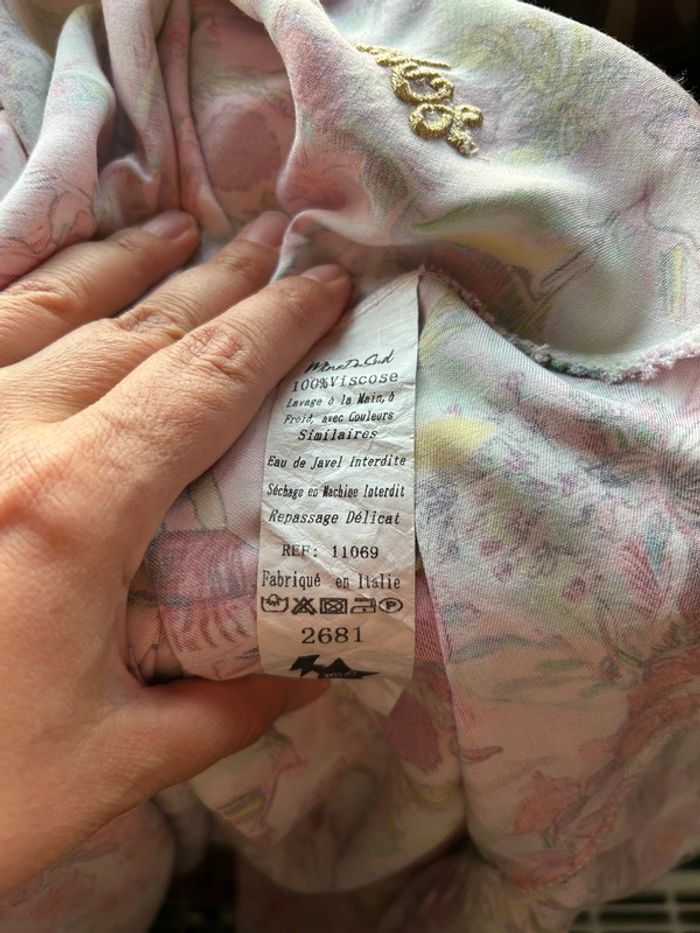 100%Viscose
Lavage à la Main,à
Froid, avec Couleurs
Similaires
Eau de Javel Interdite
Séchage en Machine Interdit
Repassage Délicat
REF: 11069
Fabriqué en Italie
P
2681